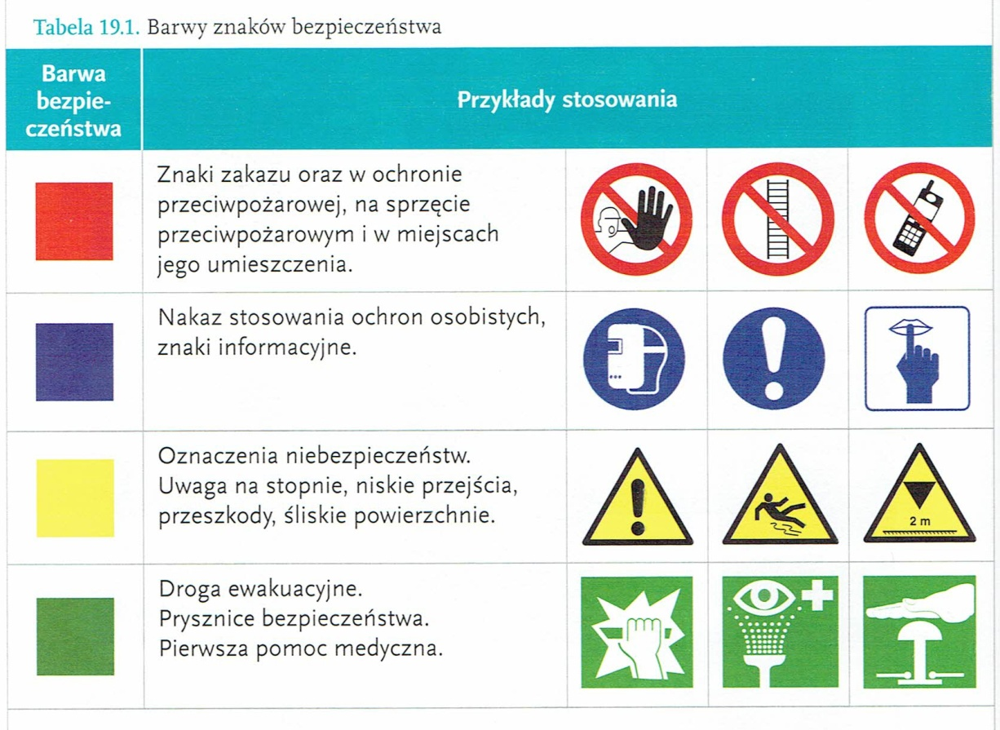 Tabela 19.1. Barwy znaków bezpieczeństwa
Barwa
bezpie-
czeństwa
Przykłady stosowania
Znaki zakazu oraz w ochronie
przeciwpożarowej, na sprzęcie
przeciwpożarowym i w miejscach
jego umieszczenia.
Nakaz stosowania ochron osobistych,
znaki informacyjne.
Oznaczenia niebezpieczeństw.
Uwaga na stopnie, niskie przejścia,
przeszkody, śliskie powierzchnie.
2 m
Droga ewakuacyjne.
Prysznice bezpieczeństwa.
Pierwsza pomoc medyczna.